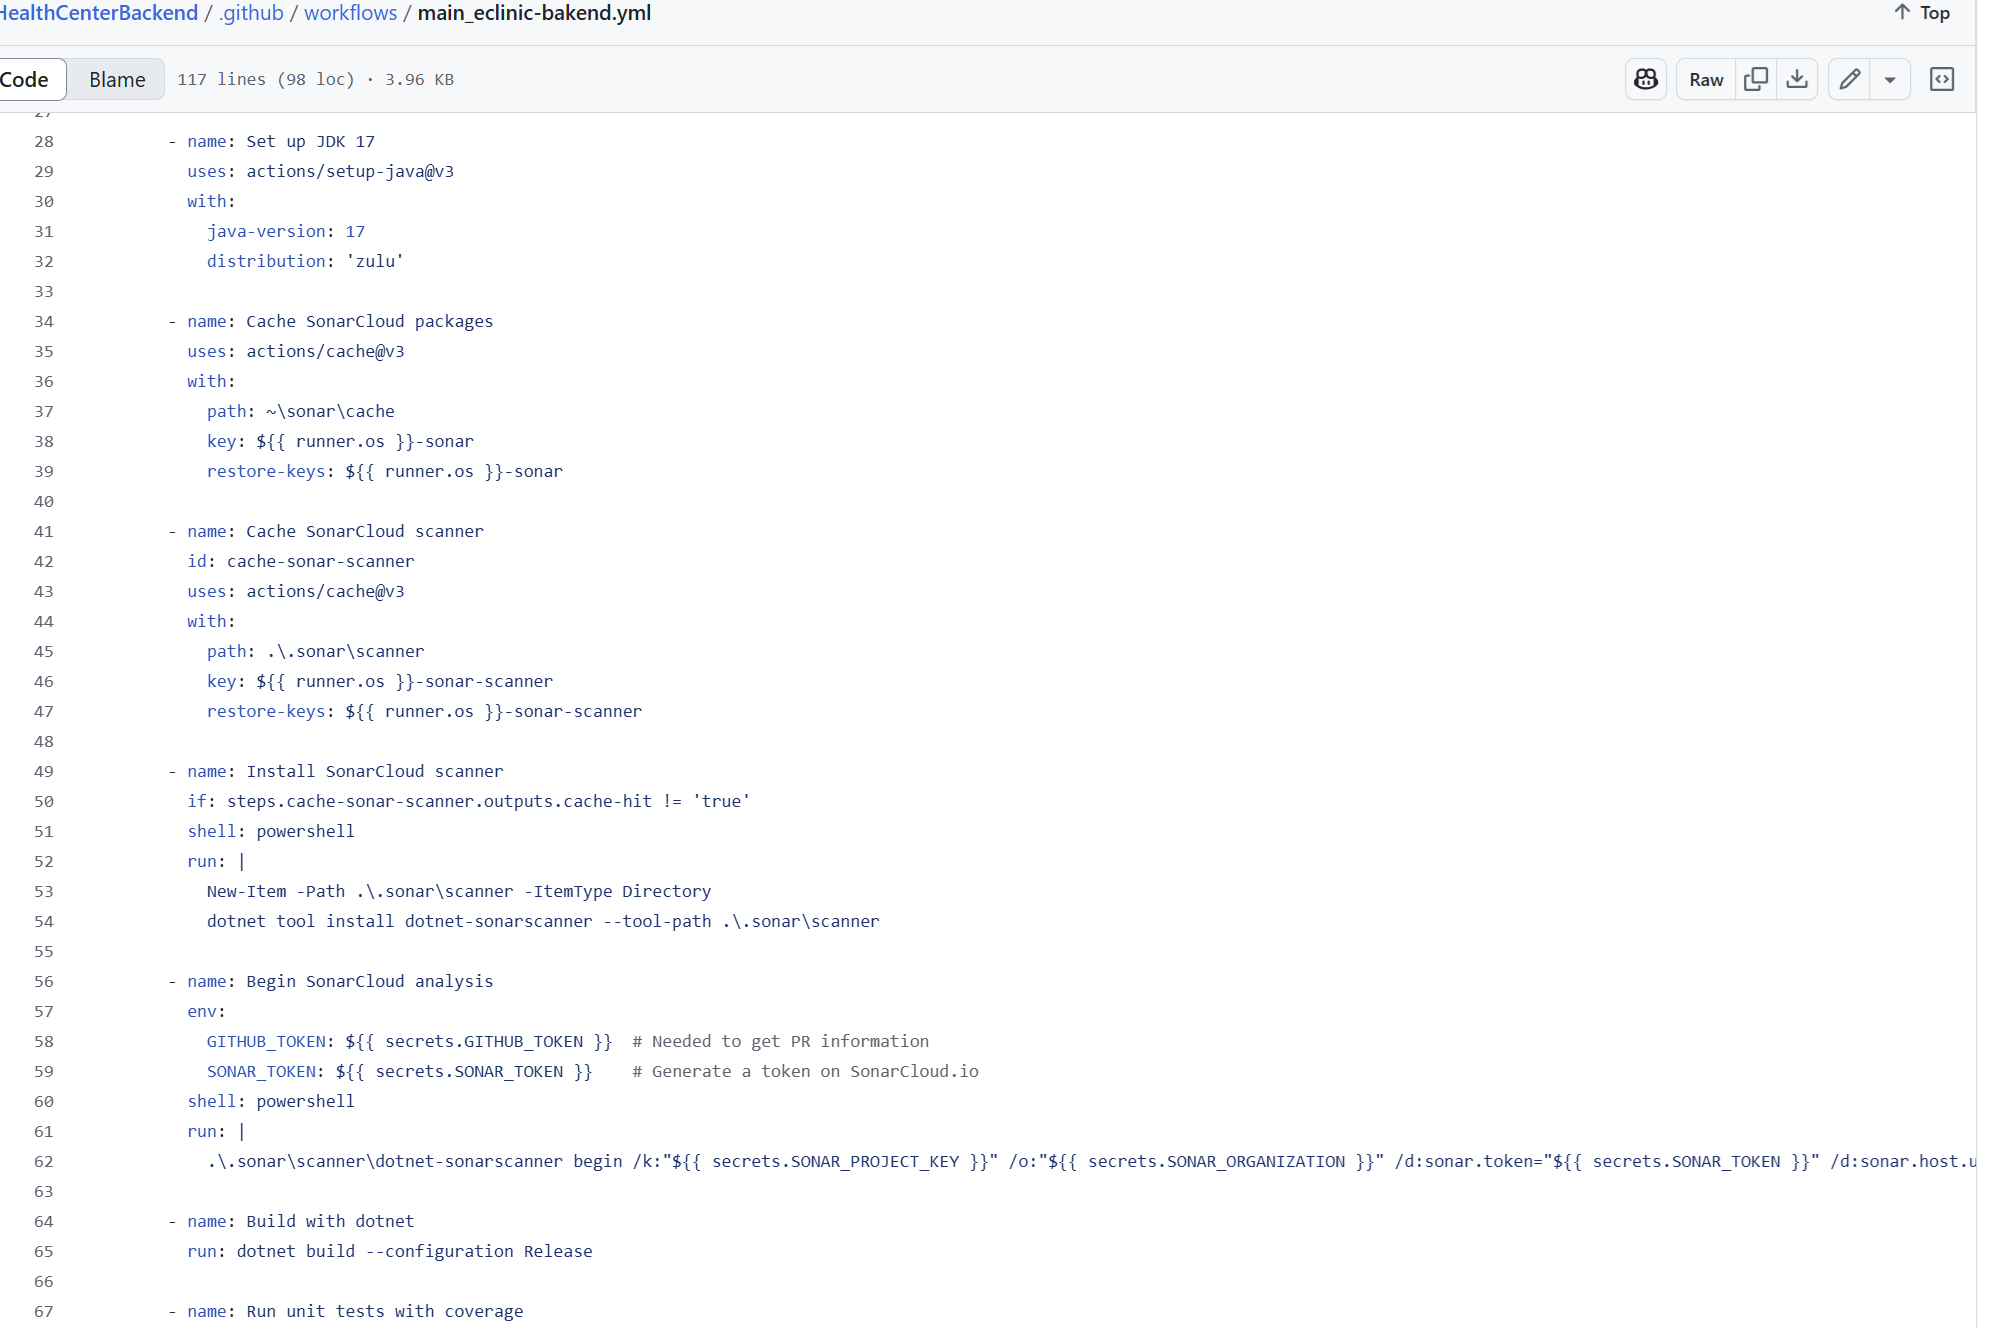 HealthCenterBackend / .github / workflows / main_eclinic-bakend.yml
Top
Code Blame 117 lines (98 loc) · 3.96 KB Raw
27
28 - name: Set up JDK 17
29 uses: actions/setup-java@v3
30 with:
31 java-version: 17
32 distribution: 'zulu'
33
34 - name: Cache SonarCloud packages
35 uses: actions/cache@v3
36 with:
37 path: ~\sonar\cache
38 key: ${{ runner.os }}-sonar
39 restore-keys: ${{ runner.os }}-sonar
40
41 - name: Cache SonarCloud scanner
42 id: cache-sonar-scanner
43 uses: actions/cache@v3
44 with:
45 path: .\.sonar\scanner
46 key: ${{ runner.os }}-sonar-scanner
47 restore-keys: ${{ runner.os }}-sonar-scanner
48
49 - name: Install SonarCloud scanner
50 if: steps.cache-sonar-scanner.outputs.cache-hit != 'true'
51 shell: powershell
52 run: |
53 New-Item -Path .\.sonar\scanner -ItemType Directory
54 dotnet tool install dotnet-sonarscanner --tool-path .\.sonar\scanner
55
56 - name: Begin SonarCloud analysis
57 env:
58 GITHUB_TOKEN: ${{ secrets.GITHUB_TOKEN }}  # Needed to get PR information
59 SONAR_TOKEN: ${{ secrets.SONAR_TOKEN }}    # Generate a token on SonarCloud.io
60 shell: powershell
61 run: |
62 .\.sonar\scanner\dotnet-sonarscanner begin /k:"${{ secrets.SONAR_PROJECT_KEY }}" /o:"${{ secrets.SONAR_ORGANIZATION }}" /d:sonar.token="${{ secrets.SONAR_TOKEN }}" /d:sonar.host.u
63
64 - name: Build with dotnet
65 run: dotnet build --configuration Release
66
67 - name: Run unit tests with coverage